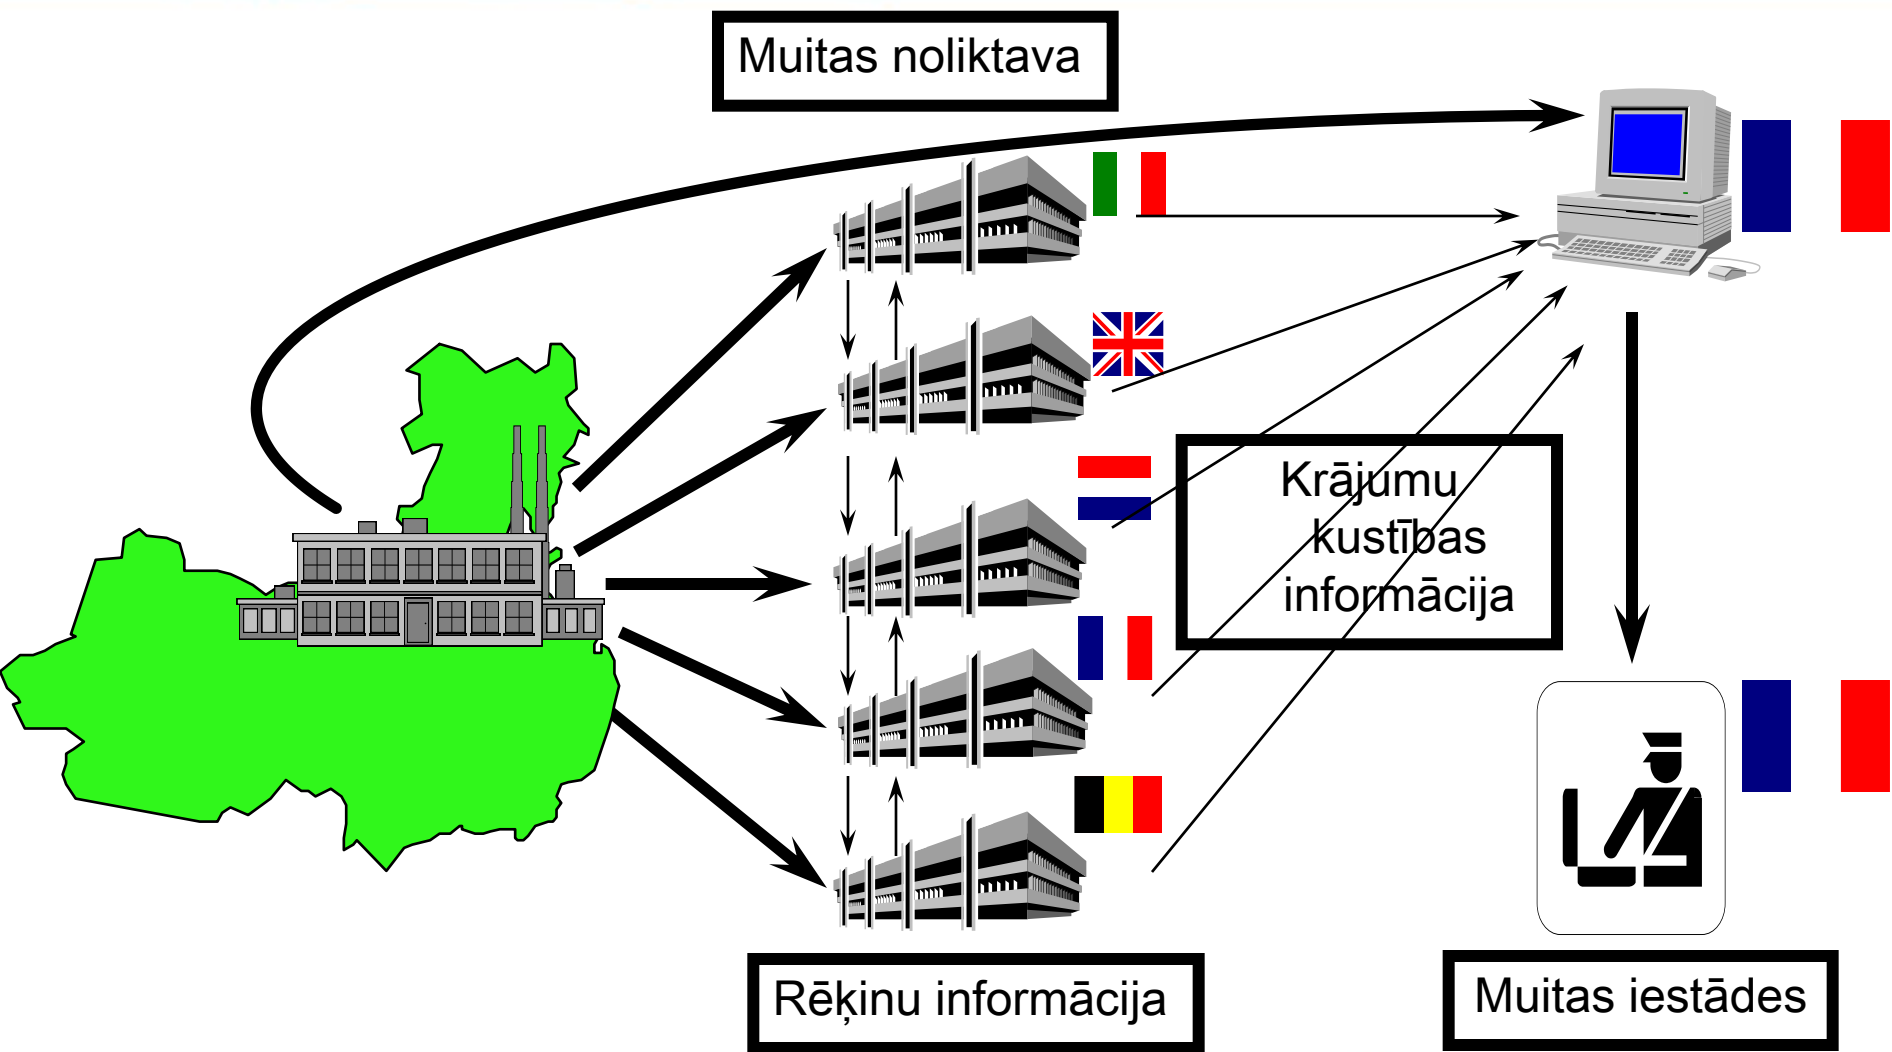 Muitas noliktava
Krājumu
kustības
informācija
Rēķinu informācija
Muitas iestādes